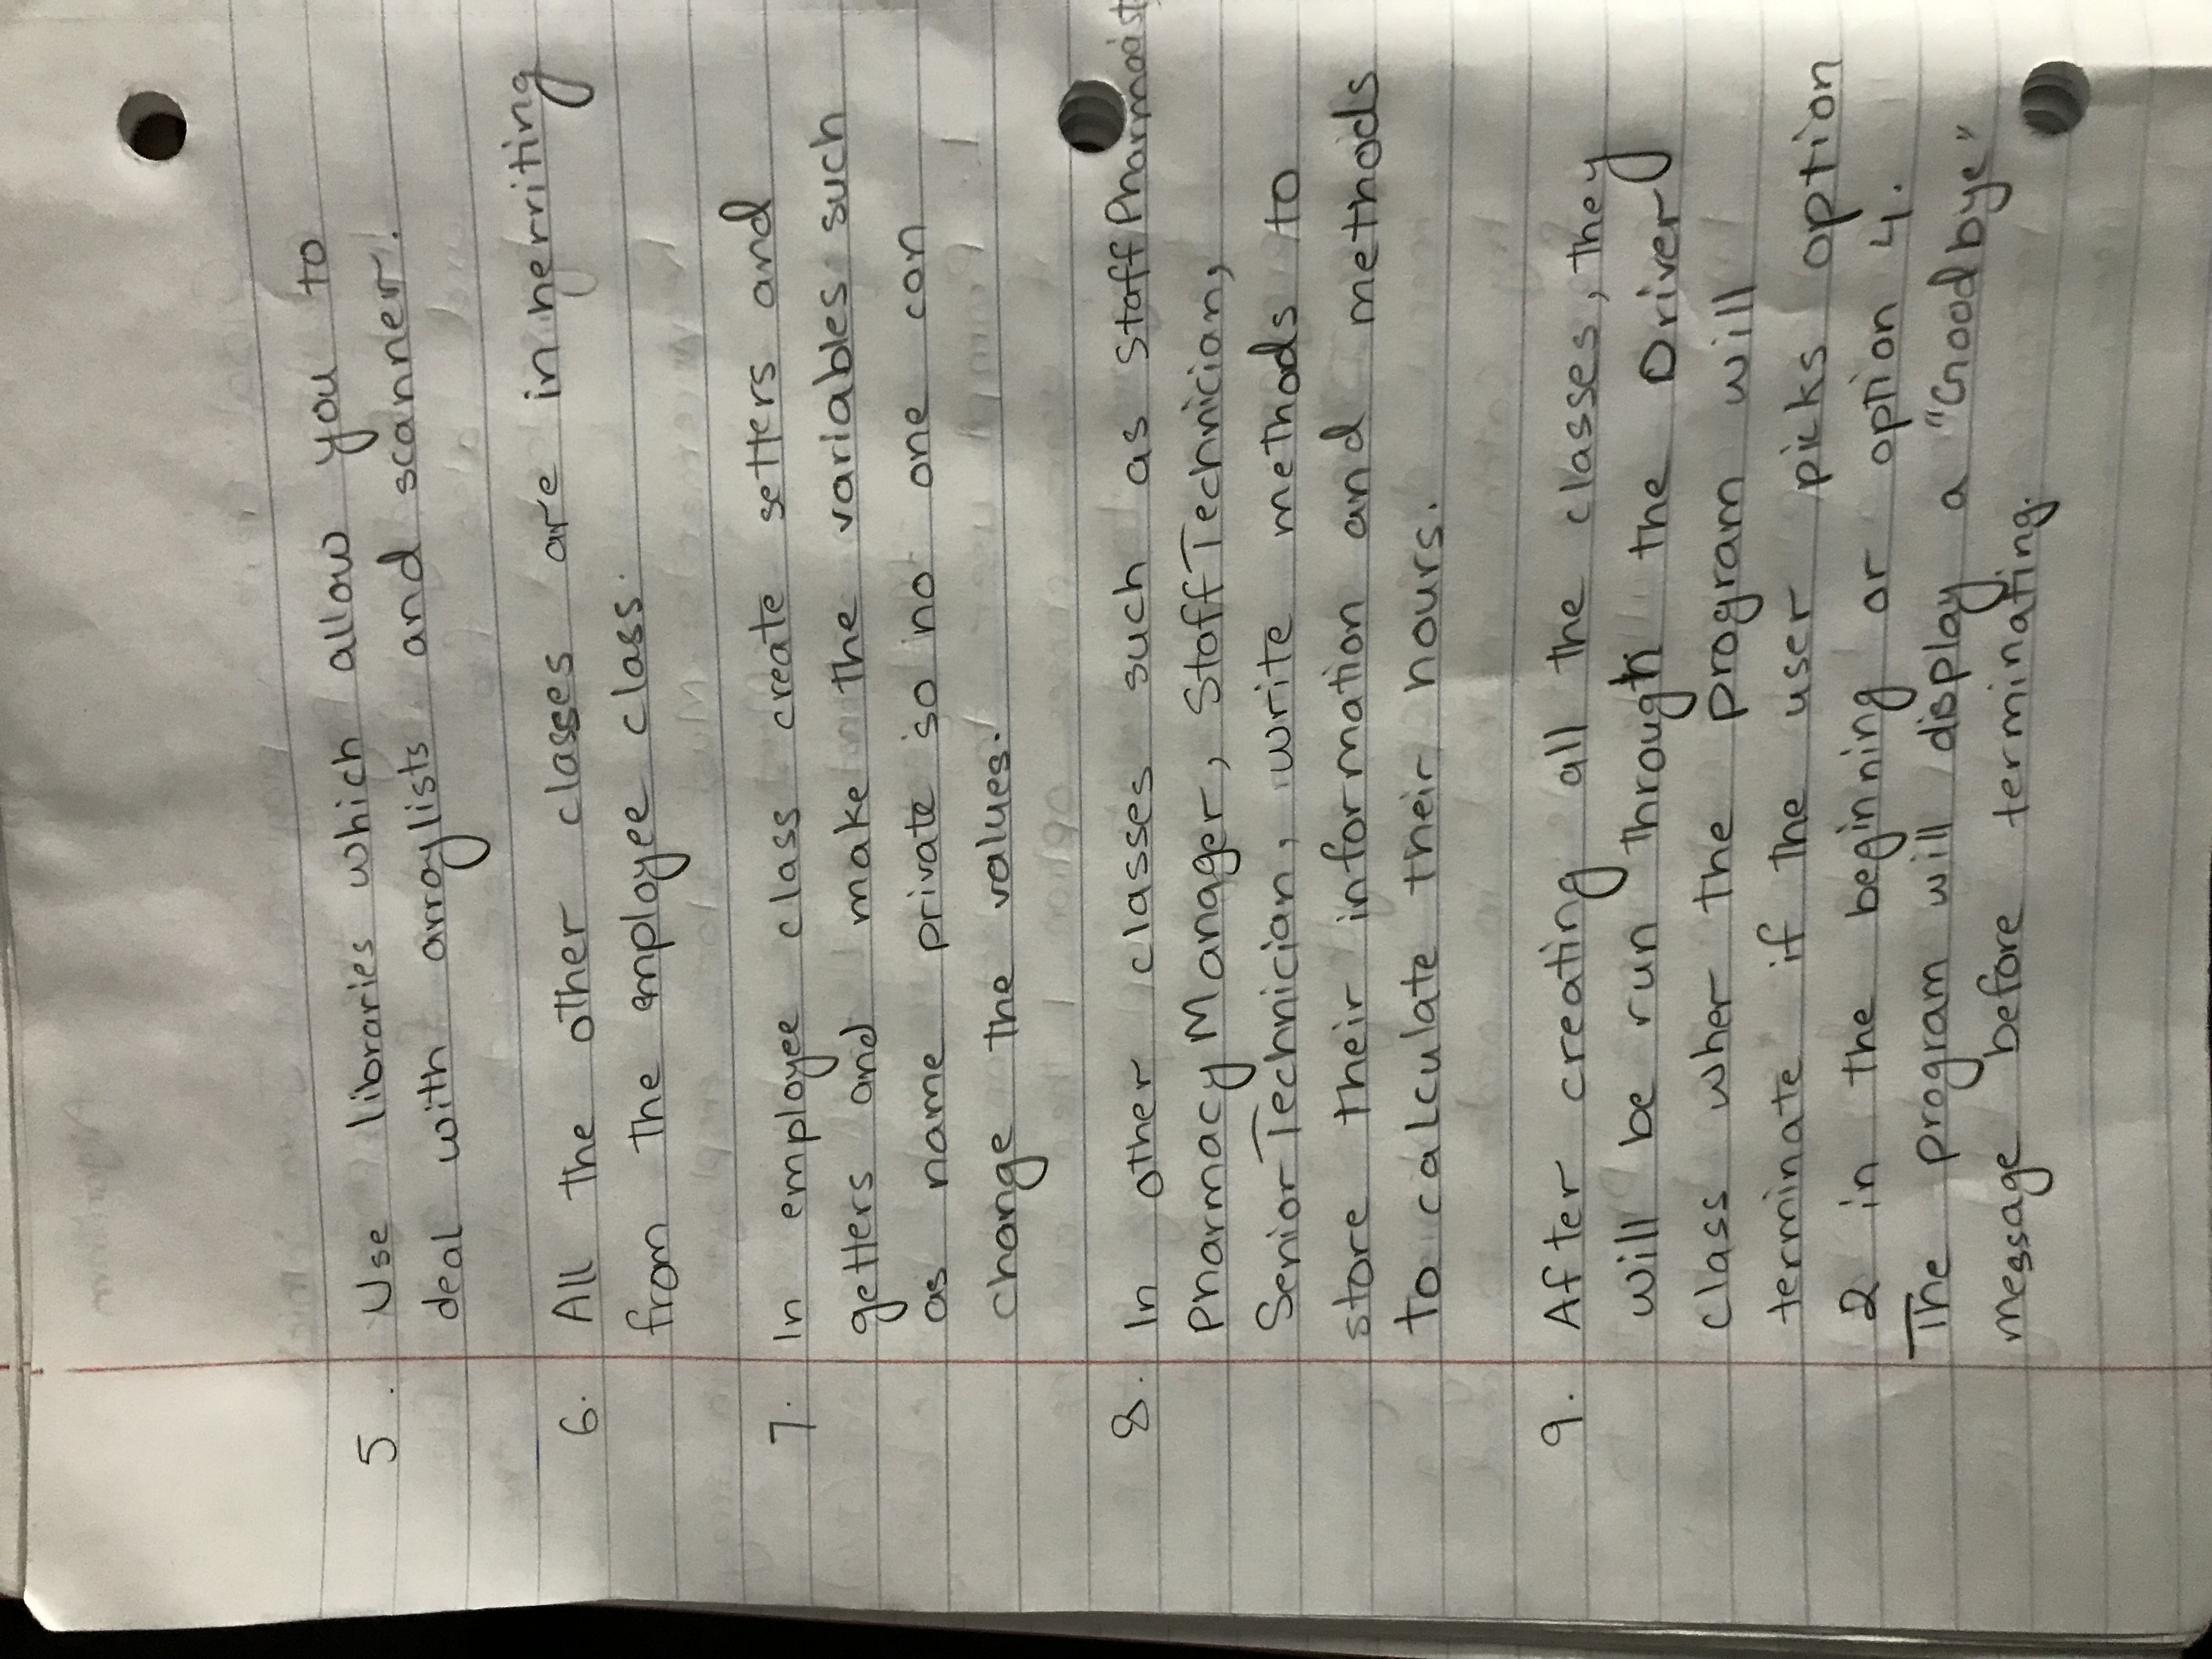 5. Use libraries which allow you to
deal with arraylists and scanner.
6. All the other classes are inherriting
from the employee class.
7. In employee class create setters and
getters and make the variables such
as name private so no one can
change the values.
8. In other classes such as StaffPharmacist,
PharmacyManager, StaffTechnician,
SeniorTechnician, write methods to
store their information and methods
to calculate their hours.
9. After creating all the classes, they
will be run through the Driver
class wher the program will
terminate if the user picks option
2 in the beginning or option 4.
The program will display a "Goodbye"
message before terminating.